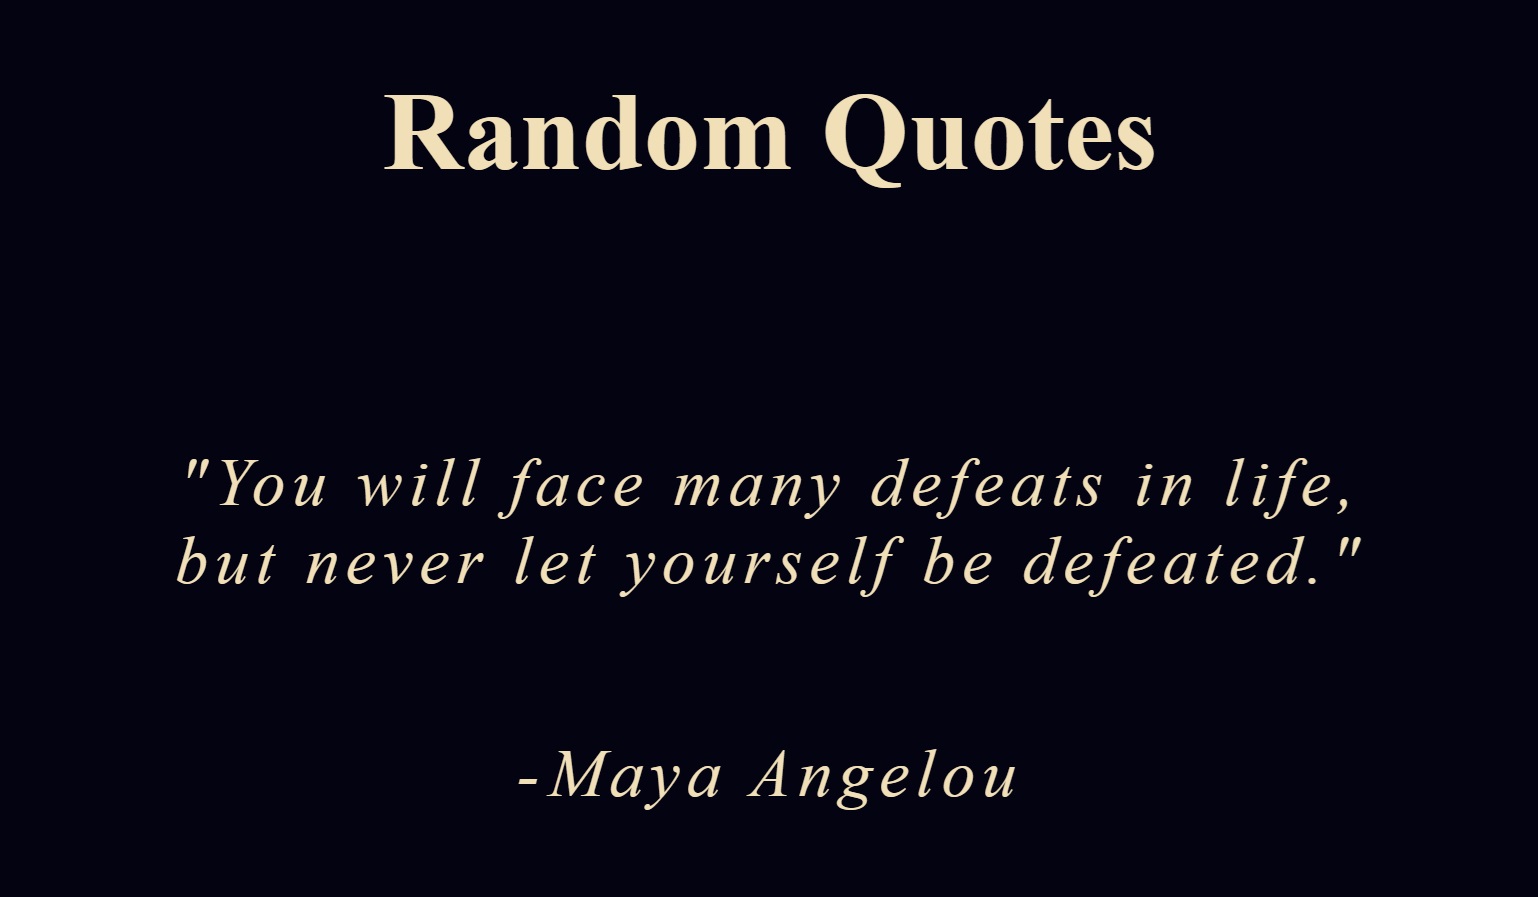 Random Quotes
"You will face many defeats in life,
but never let yourself be defeated."
-Maya Angelou